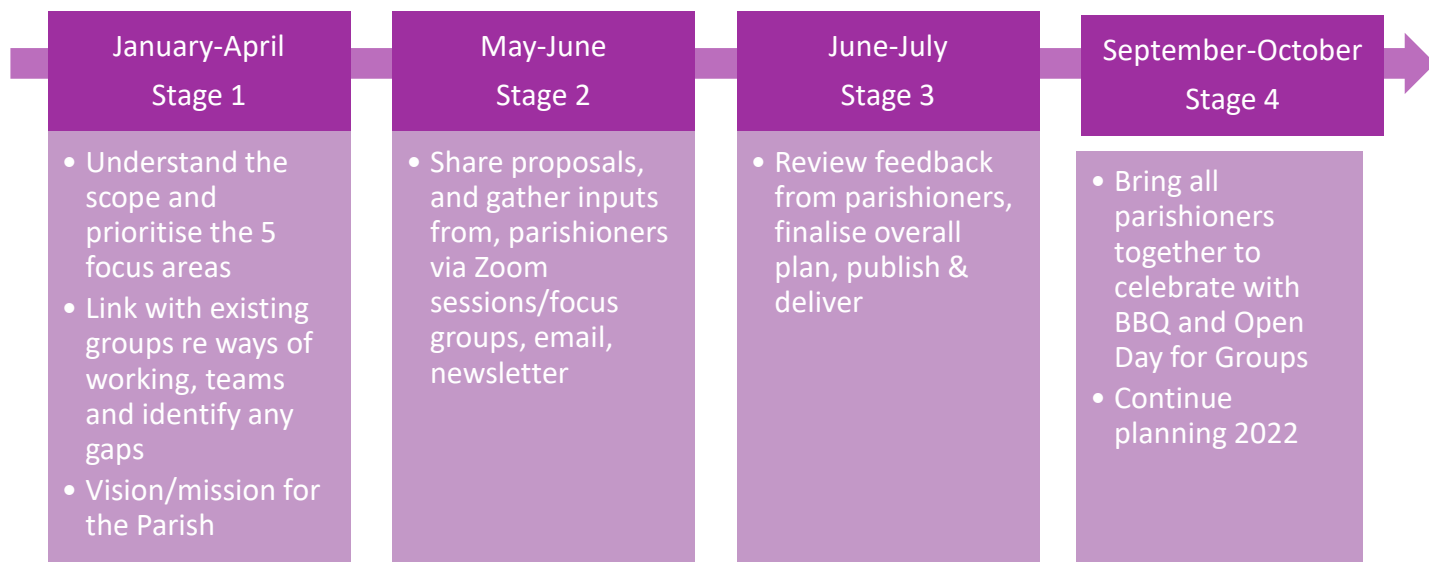 January-April
Stage 1
• Understand the
scope and
prioritise the 5
focus areas
• Link with existing
groups re ways of
working, teams
and identify any
gaps
• Vision/mission for
the Parish
May-June
Stage 2
• Share proposals,
and gather inputs
from, parishioners
via Zoom
sessions/focus
groups, email,
newsletter
June-July
Stage 3
• Review feedback
from parishioners,
finalise overall
plan, publish &
deliver
September-October
Stage 4
• Bring all
parishioners
together to
celebrate with
BBQ and Open
Day for Groups
• Continue
planning 2022